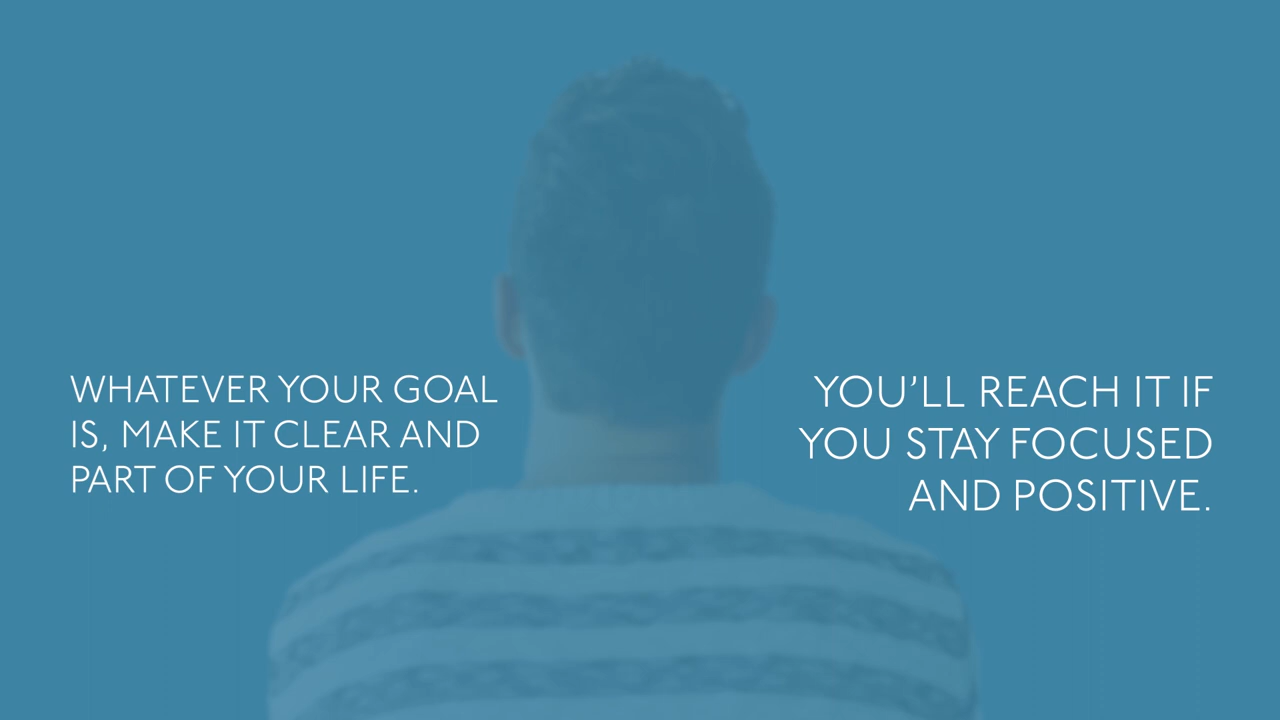 WHATEVER YOUR GOAL
IS, MAKE IT CLEAR AND
PART OF YOUR LIFE.
YOU’LL REACH IT IF
YOU STAY FOCUSED
AND POSITIVE.